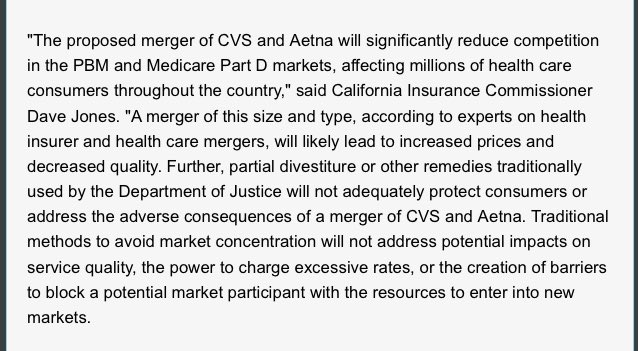 "The proposed merger of CVS and Aetna will significantly reduce competition
in the PBM and Medicare Part D markets, affecting millions of health care
consumers throughout the country," said California Insurance Commissioner
Dave Jones. "A merger of this size and type, according to experts on health
insurer and health care mergers, will likely lead to increased prices and
decreased quality. Further, partial divestiture or other remedies traditionally
used by the Department of Justice will not adequately protect consumers or
address the adverse consequences of a merger of CVS and Aetna. Traditional
methods to avoid market concentration will not address potential impacts on
service quality, the power to charge excessive rates, or the creation of barriers
to block a potential market participant with the resources to enter into new
markets.